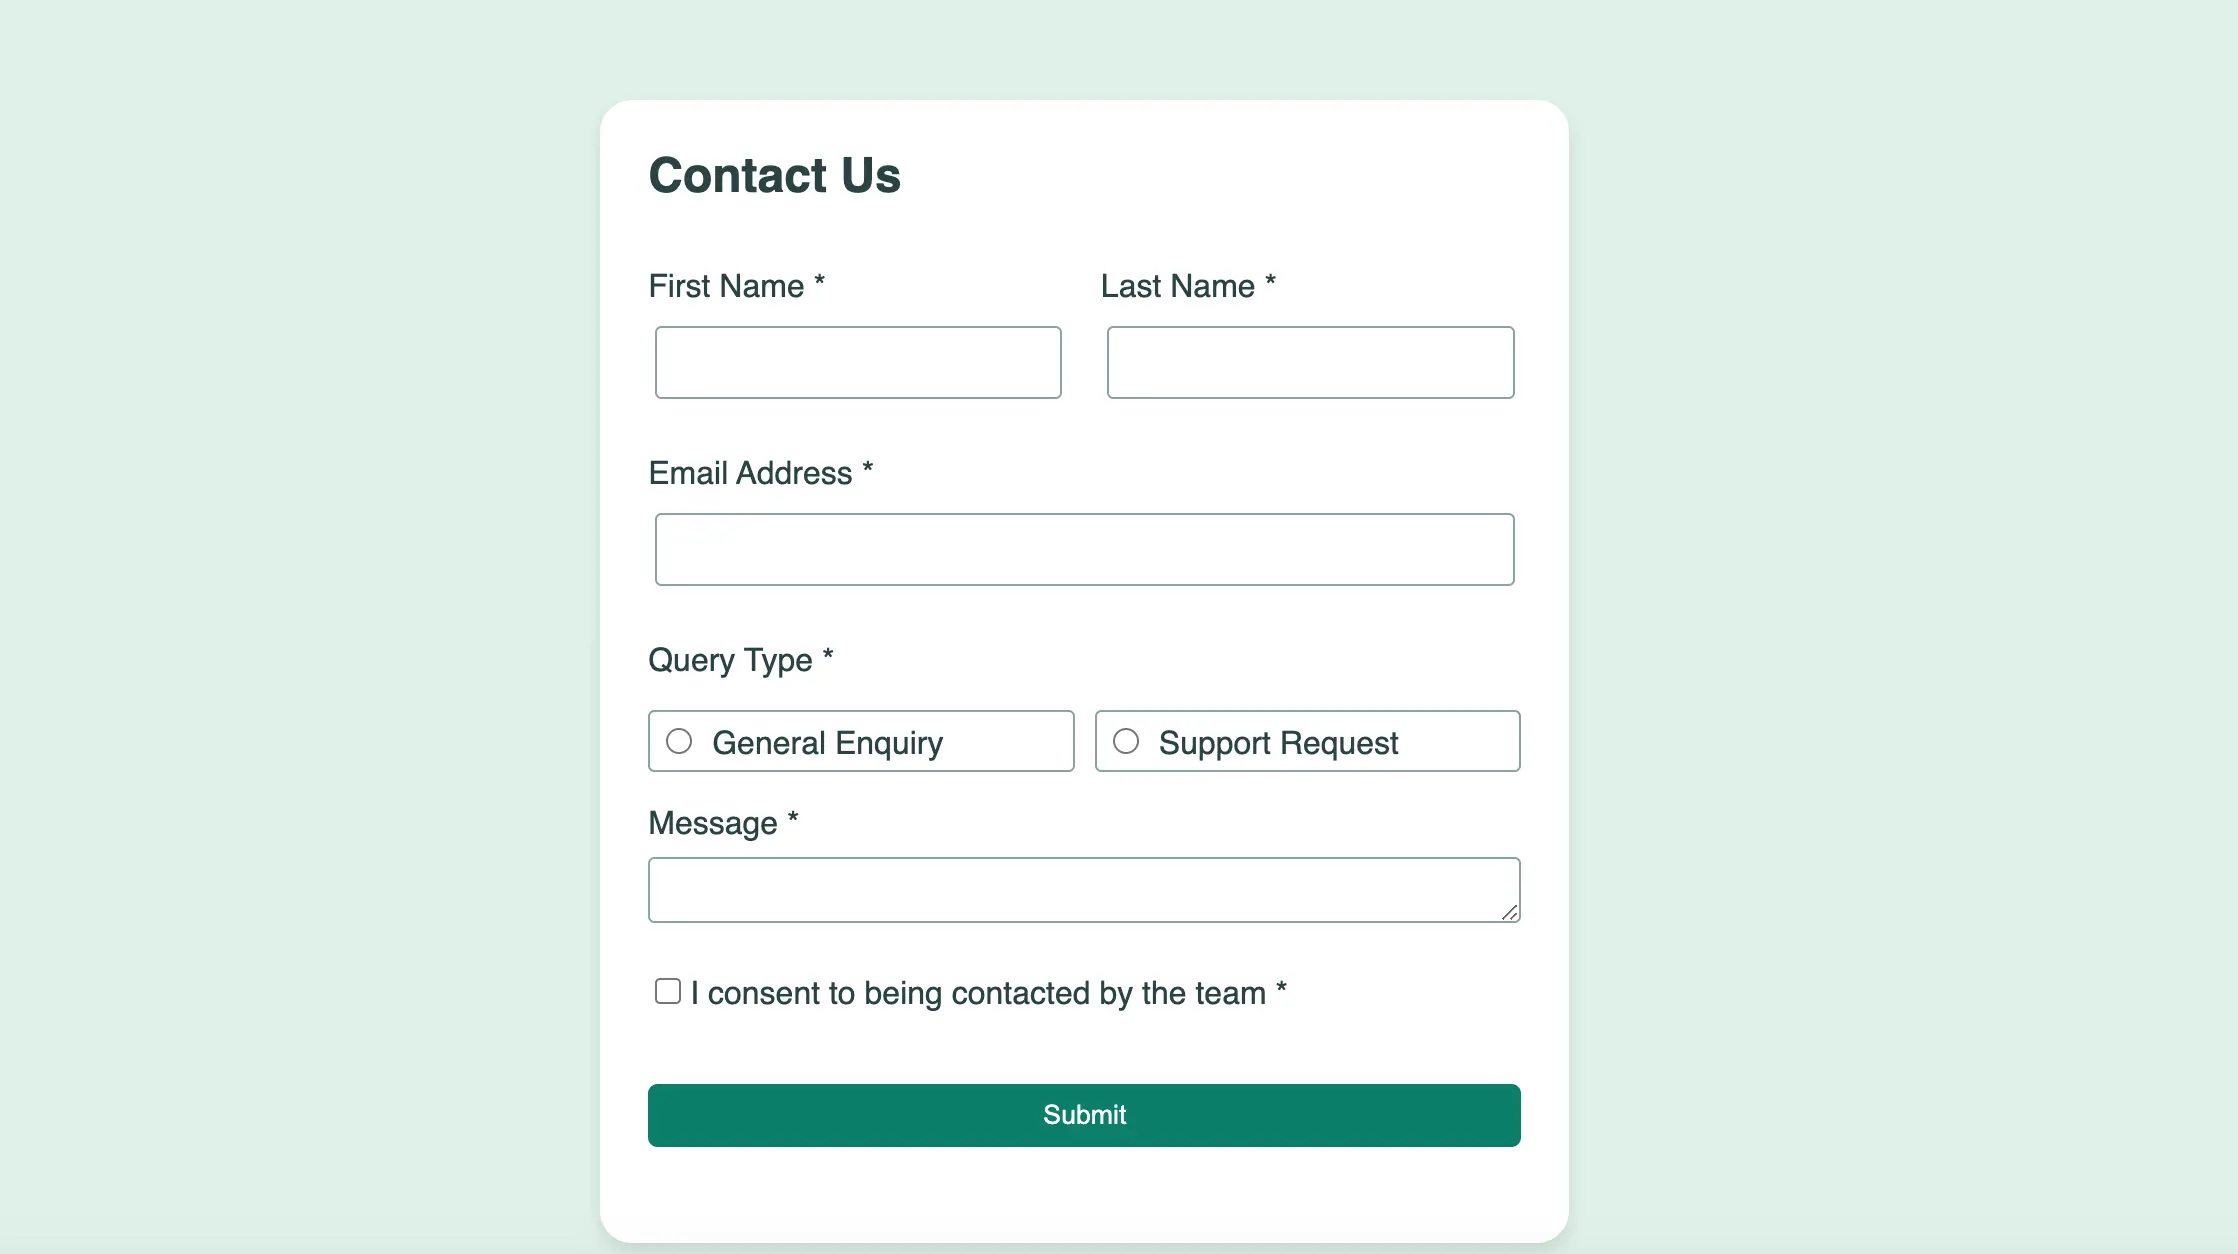 Contact Us
First Name * Last Name *
Email Address *
Query Type *
General Enquiry Support Request
Message *
I consent to being contacted by the team *
Submit